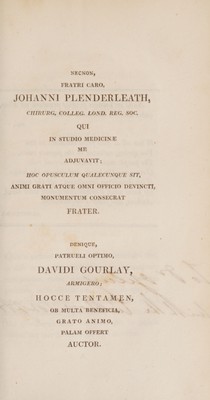 NECNON,
FRATRI CARO,
JOHANNI PLENDERLEATH,
CHIRURG. COLLEG. LOND. REG. SOC.
QUI
IN STUDIO MEDICINÆ
ME
ADJUVAVIT;
HOC OPUSCULUM QUALECUNQUE SIT,
ANIMI GRATI ATQUE OMNI OFFICIO DEVINCTI,
MONUMENTUM CONSECRAT
FRATER.
DENIQUE,
PATRUELI OPTIMO,
DAVIDI GOURLAY,
ARMIGERO;
HOCCE TENTAMEN,
OB MULTA BENEFICIA,
GRATO ANIMO,
PALAM OFFERT
AUCTOR.